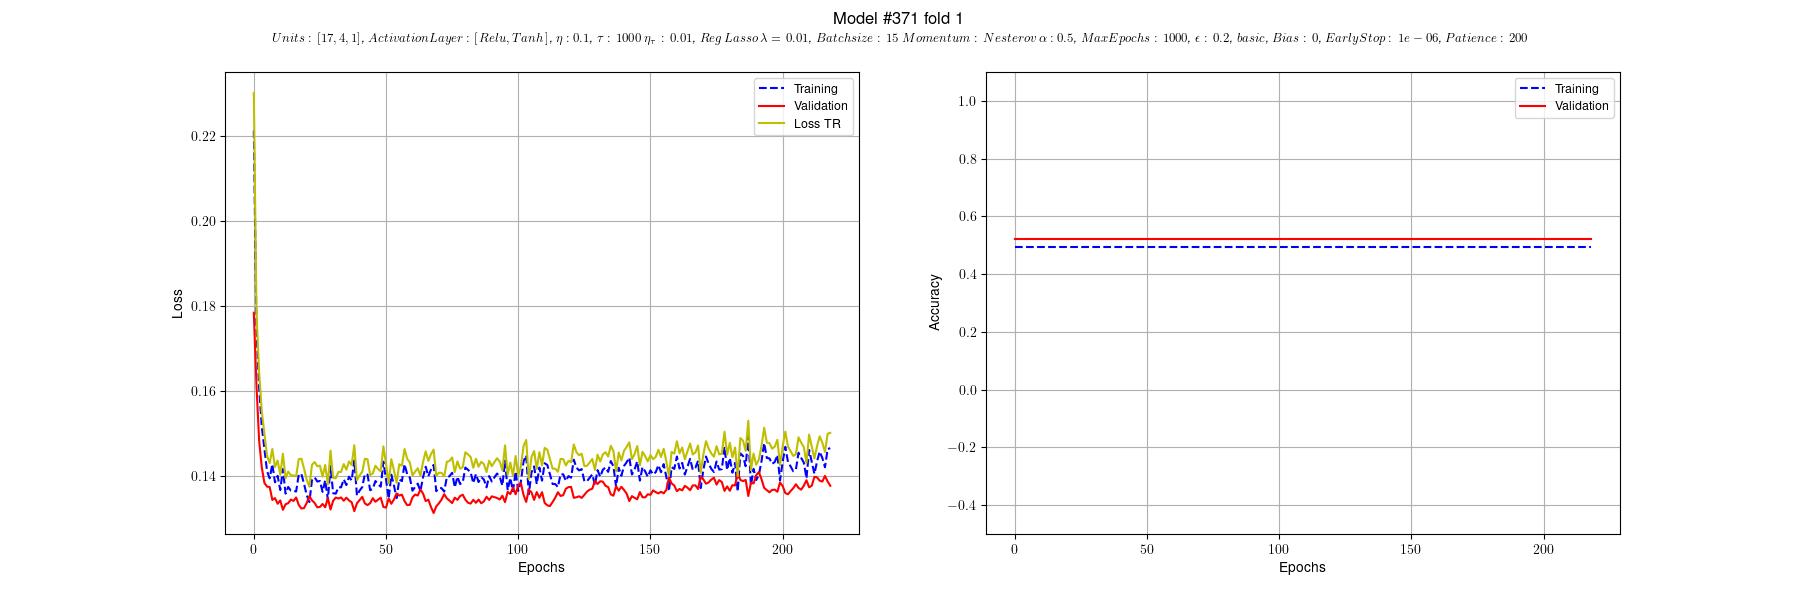 Model #371 fold 1
Units : [17, 4, 1], ActivationLayer : [Relu, Tanh], η : 0.1, τ : 1000 ητ : 0.01, Reg Lasso λ = 0.01, Batchsize : 15 Momentum : Nesterov α : 0.5, MaxEpochs : 1000, ϵ : 0.2, basic, Bias : 0, EarlyStop : 1e − 06, Patience : 200
Training
Validation
Loss TR
0.22
0.20
0.18
0.16
0.14
Loss
0 50 100 150 200
Epochs
Training
Validation
1.0
0.8
0.6
0.4
0.2
0.0
−0.2
−0.4
Accuracy
0 50 100 150 200
Epochs